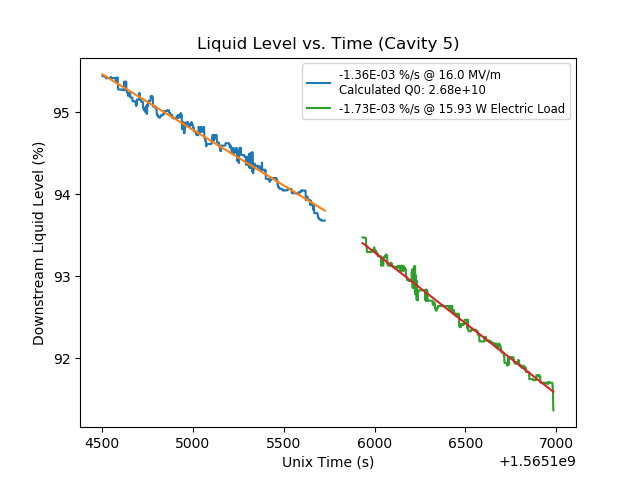 Liquid Level vs. Time (Cavity 5)
-1.36E-03 %/s @ 16.0 MV/m
Calculated Q0: 2.68e+10
-1.73E-03 %/s @ 15.93 W Electric Load
Downstream Liquid Level (%)
95
94
93
92
4500 5000 5500 6000 6500 7000
Unix Time (s)
+1.5651e9